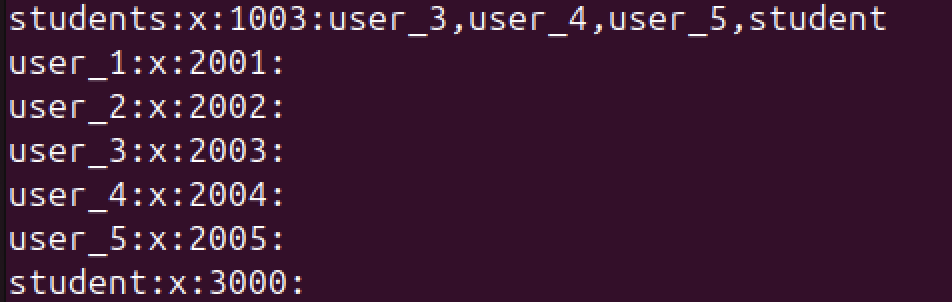 students:x:1003:user_3,user_4,user_5,student
user_1:x:2001:
user_2:x:2002:
user_3:x:2003:
user_4:x:2004:
user_5:x:2005:
student:x:3000: